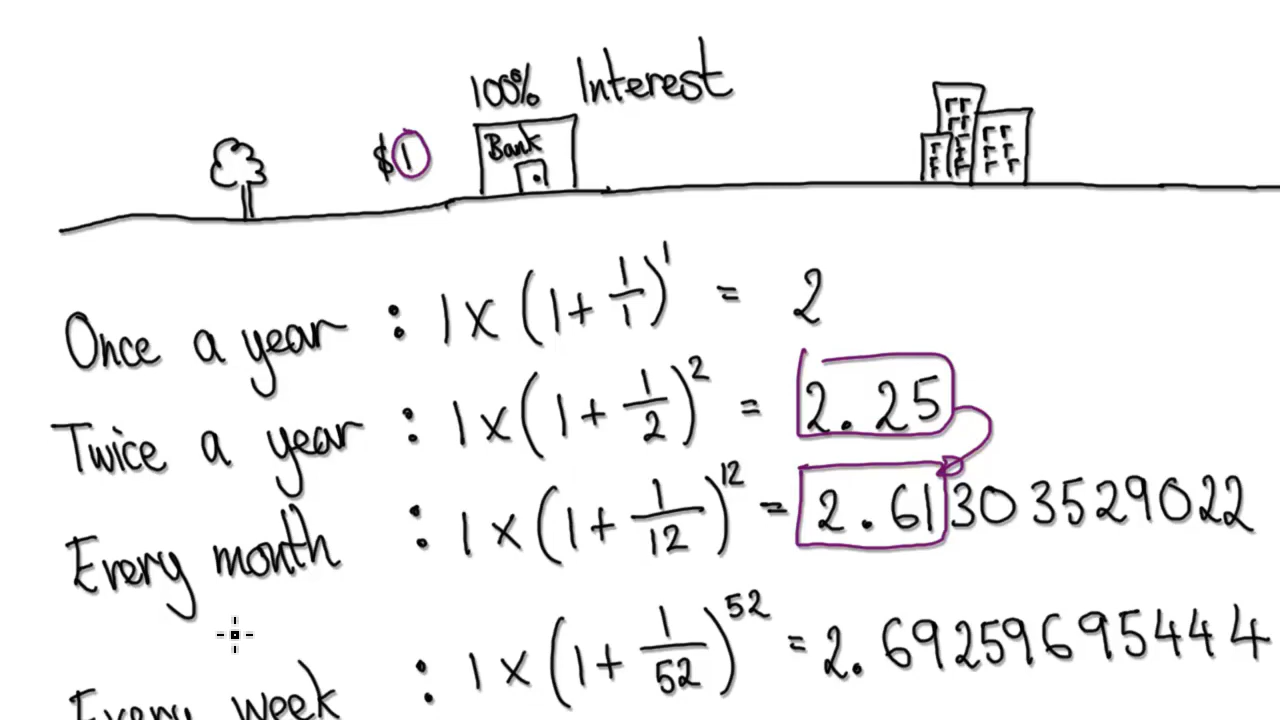 100% Interest
$1 Bank
Once a year : 1 × (1 + 1/1)^1 = 2
Twice a year : 1 × (1 + 1/2)^2 = 2.25
Every month : 1 × (1 + 1/12)^12 = 2.61303529022
Every week : 1 × (1 + 1/52)^52 = 2.69259695444